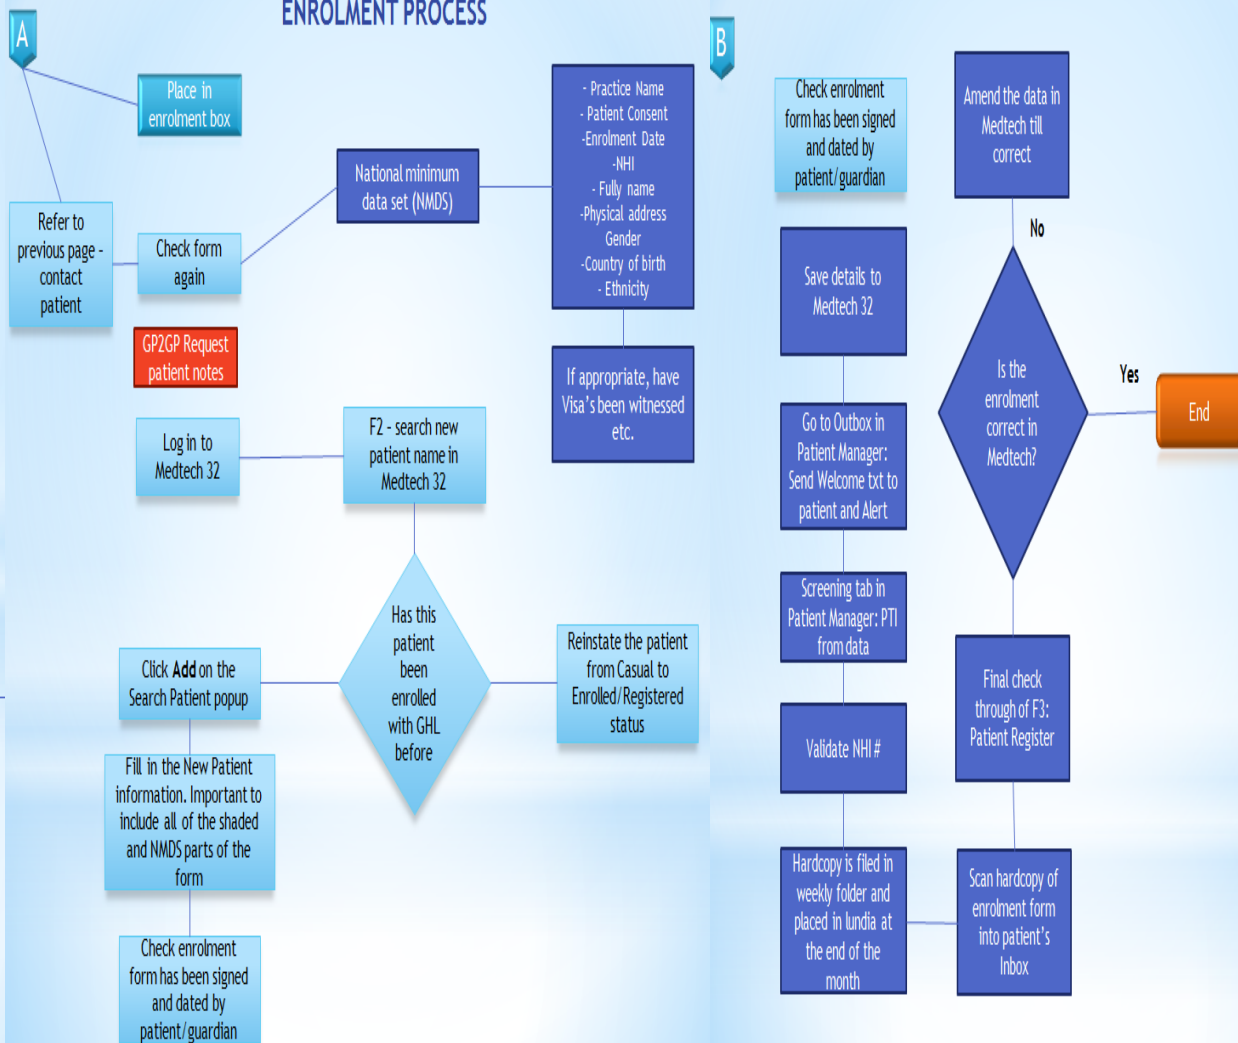 ENROLMENT PROCESS
A
Place in
enrolment box
Refer to
previous page -
contact
patient
Check form
again
National minimum
data set (NMDS)
- Practice Name
- Patient Consent
-Enrolment Date
-NHI
- Fully name
-Physical address
Gender
-Country of birth
- Ethnicity
If appropriate, have
Visa's been witnessed
etc.
GP2GP Request
patient notes
Log in to
Medtech 32
F2 - search new
patient name in
Medtech 32
Has this
patient
been
enrolled
with GHL
before
Reinstate the patient
from Casual to
Enrolled/Registered
status
Click Add on the
Search Patient popup
Fill in the New Patient
information. Important to
include all of the shaded
and NMDS parts of the
form
Check enrolment
form has been signed
and dated by
patient/guardian
B
Check enrolment
form has been signed
and dated by
patient/guardian
Save details to
Medtech 32
Go to Outbox in
Patient Manager:
Send Welcome txt to
patient and Alert
Screening tab in
Patient Manager: PTI
from data
Validate NHI #
Hardcopy is filed in
weekly folder and
placed in lundia at
the end of the
month
Scan hardcopy of
enrolment form
into patient's
Inbox
Final check
through of F3:
Patient Register
Is the
enrolment
correct in
Medtech?
No
Amend the data in
Medtech till
correct
Yes
End